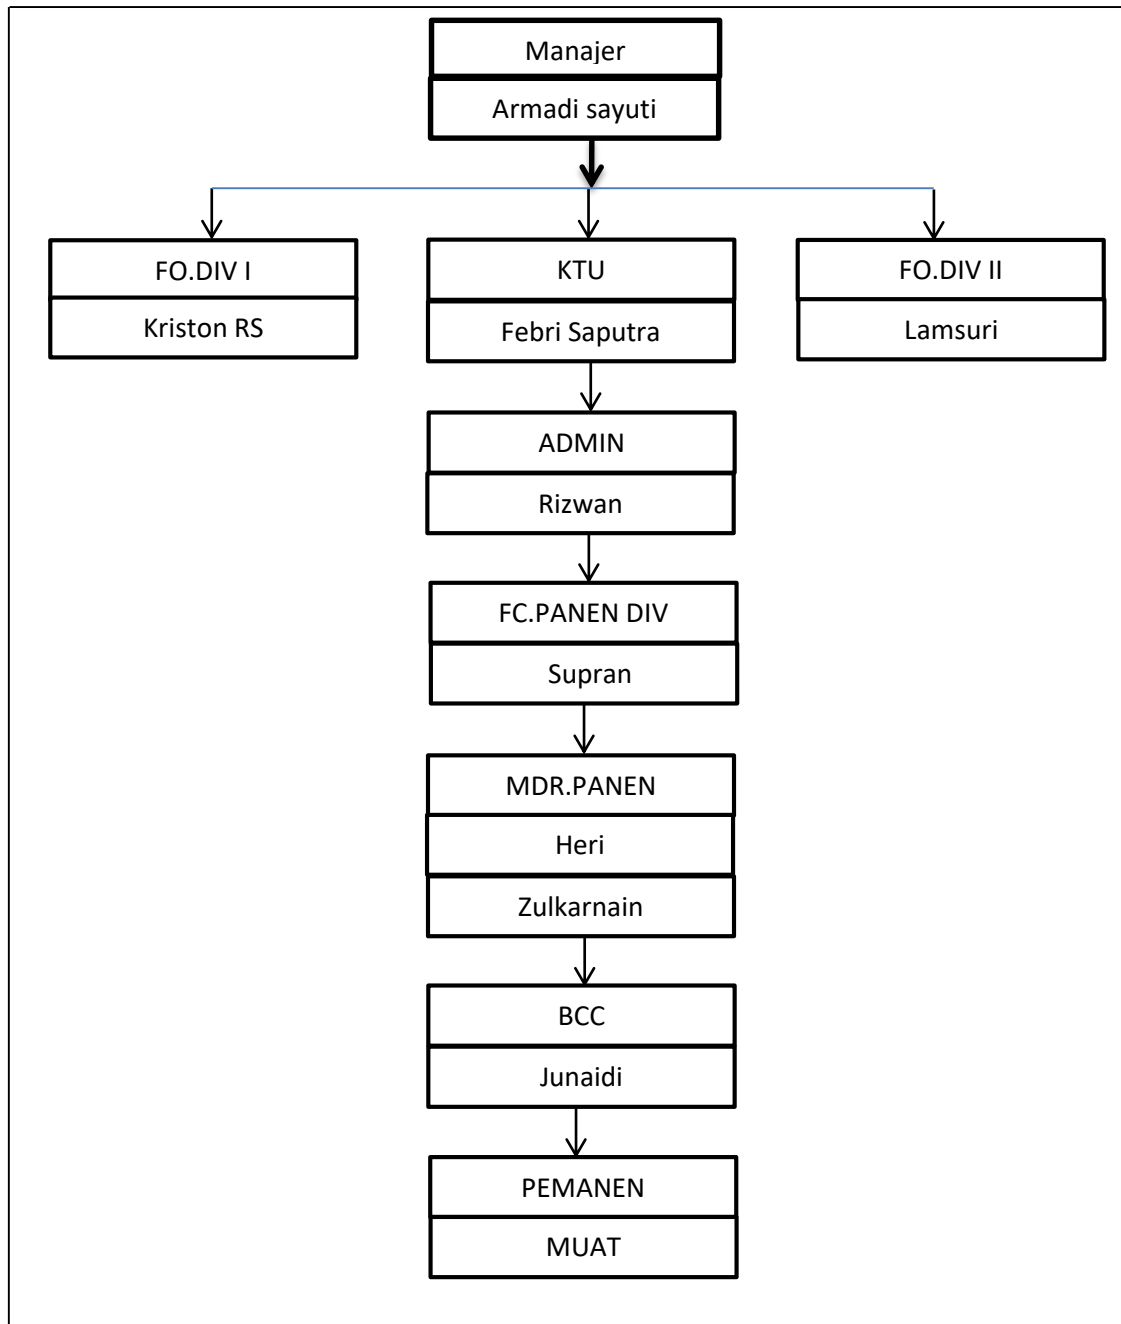 Manajer
Armadi sayuti
FO.DIV I
Kriston RS
KTU
Febri Saputra
FO.DIV II
Lamsuri
ADMIN
Rizwan
FC.PANEN DIV
Supran
MDR.PANEN
Heri
Zulkarnain
BCC
Junaidi
PEMANEN
MUAT